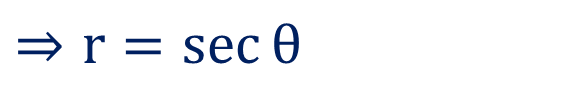 ⇒ r = sec θ